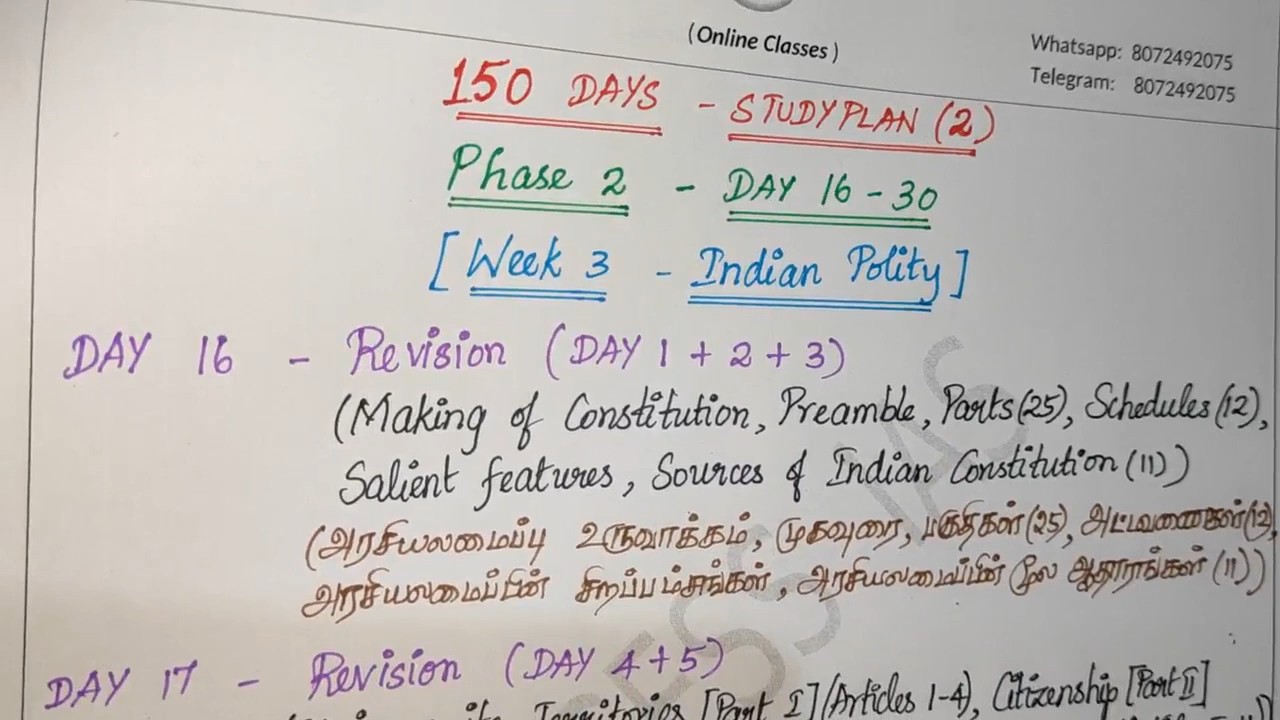 (Online Classes)
Whatsapp: 8072492075
Telegram: 8072492075
150 DAYS - STUDYPLAN (2)
Phase 2 - DAY 16 - 30
[Week 3 - Indian Polity]
DAY 16 - Revision (DAY 1 + 2 + 3)
(Making of Constitution, Preamble, Parts(25), Schedules(12),
Salient features, Sources of Indian Constitution (11))
(அரசியலமைப்பு உருவாக்கம், முகவுரை, பகுதிகள்(25), அட்டவணைகள்(12),
அரசியலமைப்பின் சிறப்பம்சங்கள், அரசியலமைப்பின் மூல ஆதாரங்கள் (11))
DAY 17 - Revision (DAY 4+5)
Territories [Part I](Articles 1-4), Citizenship [Part II]